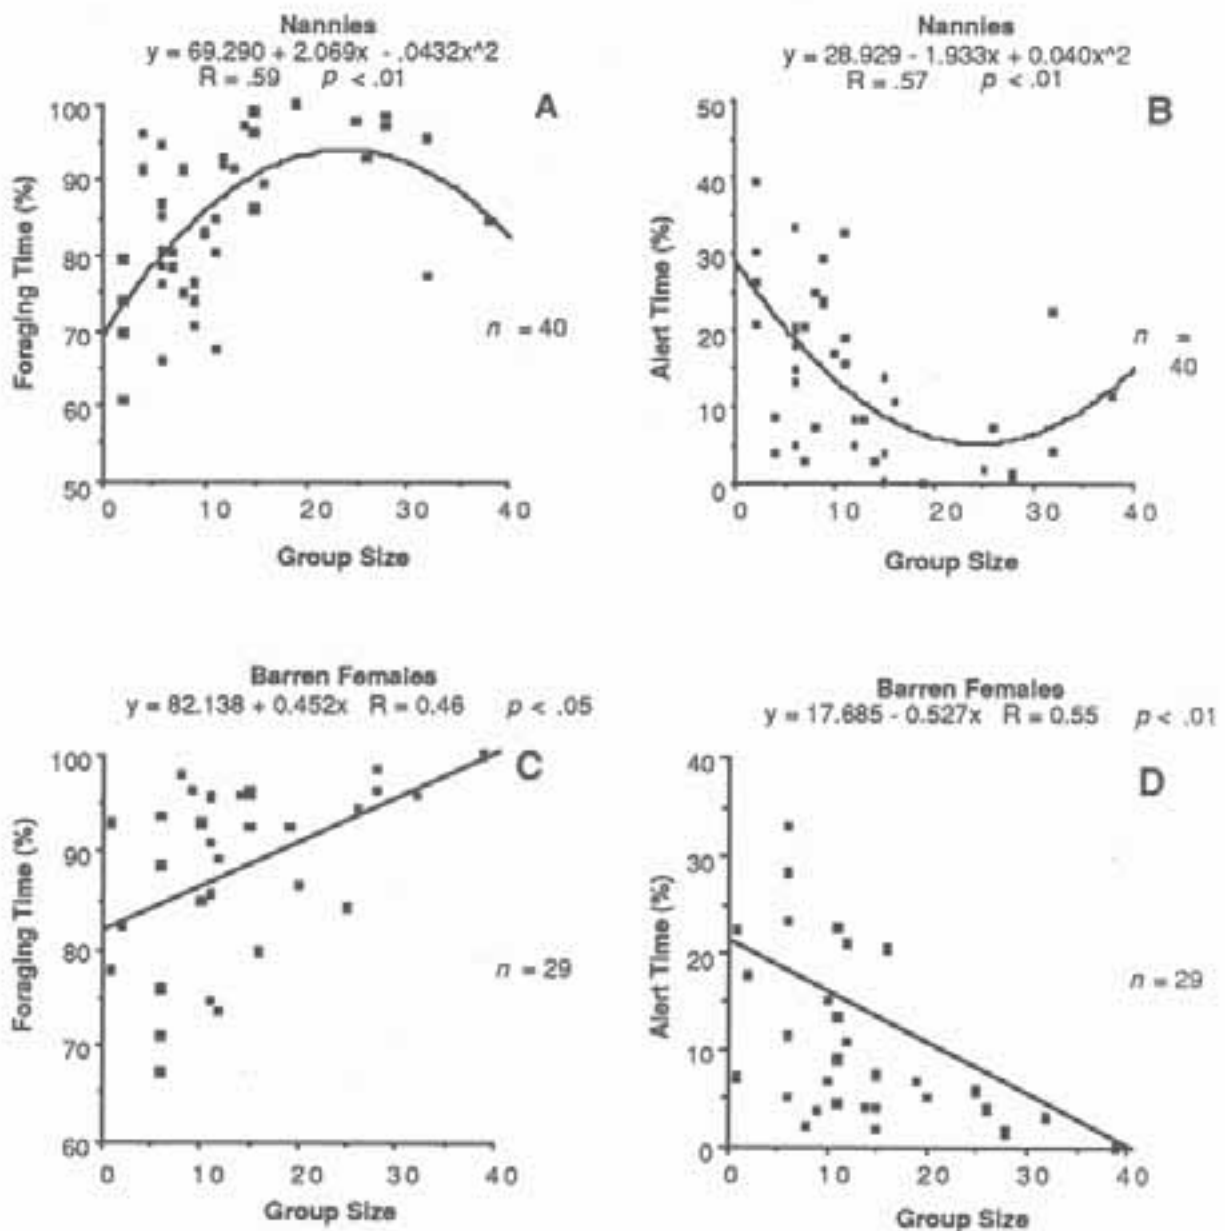 Nannies
y = 69.290 + 2.069x - .0432x^2
R = .59 p < .01
A
100
90
80
70
60
50
Foraging Time (%)
n = 40
0 10 20 30 40
Group Size
Nannies
y = 28.929 - 1.933x + 0.040x^2
R = .57 p < .01
B
50
40
30
20
10
0
Alert Time (%)
n =
40
0 10 20 30 40
Group Size
Barren Females
y = 82.138 + 0.452x R = 0.46 p < .05
C
100
90
80
70
60
Foraging Time (%)
n = 29
0 10 20 30 40
Group Size
Barren Females
y = 17.685 - 0.527x R = 0.55 p < .01
D
40
30
20
10
0
Alert Time (%)
n = 29
0 10 20 30 40
Group Size